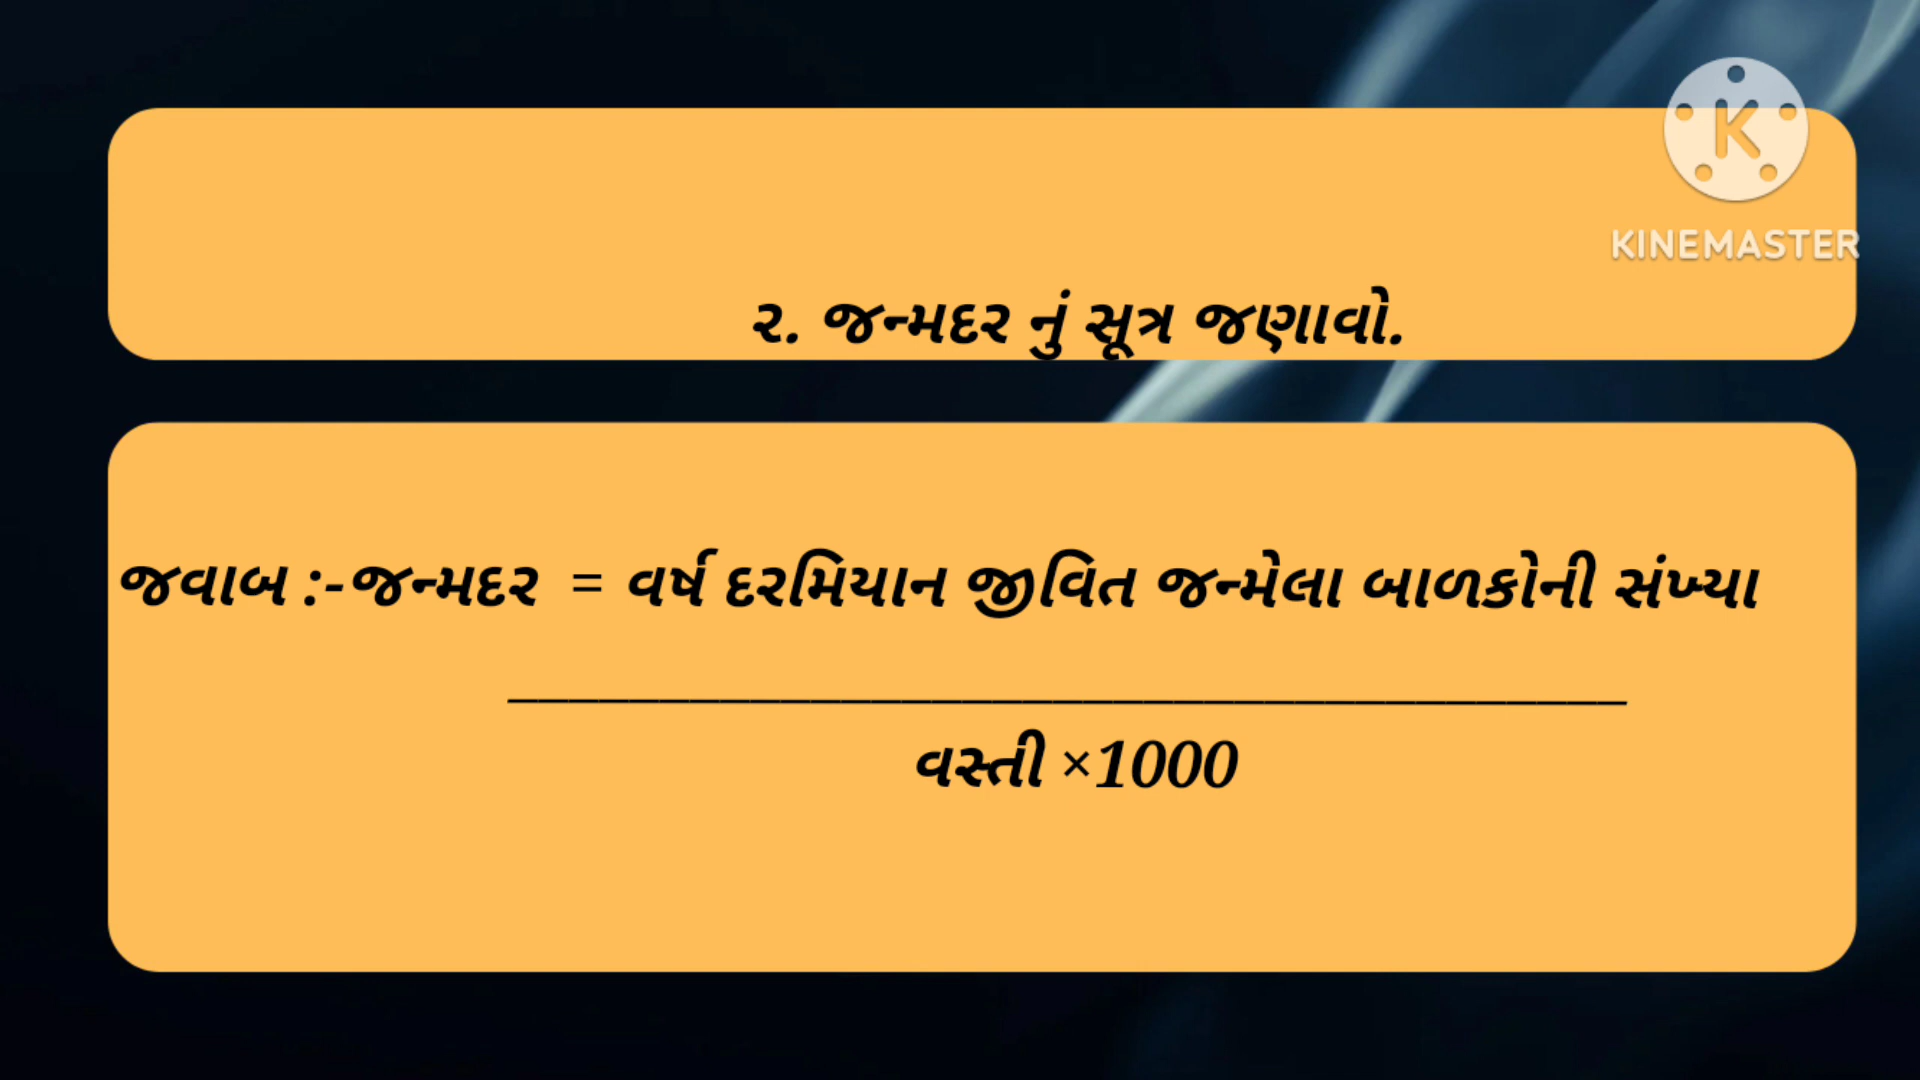 K
KINEMASTER
૨. જન્મદર નું સૂત્ર જણાવો.
જવાબ :-જન્મદર = વર્ષ દરમિયાન જીવિત જન્મેલા બાળકોની સંખ્યા
વસ્તી ×1000